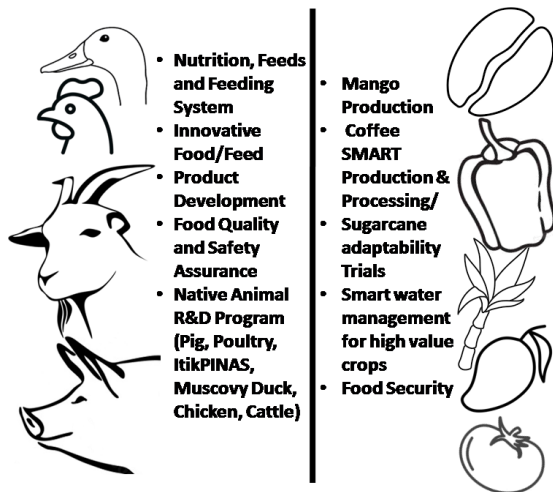 • Nutrition, Feeds
and Feeding
System
• Innovative
Food/Feed
• Product
Development
• Food Quality
and Safety
Assurance
• Native Animal
R&D Program
(Pig, Poultry,
ItikPINAS,
Muscovy Duck,
Chicken, Cattle)
• Mango
Production
• Coffee
SMART
Production &
Processing/
• Sugarcane
adaptability
Trials
• Smart water
management
for high value
crops
• Food Security